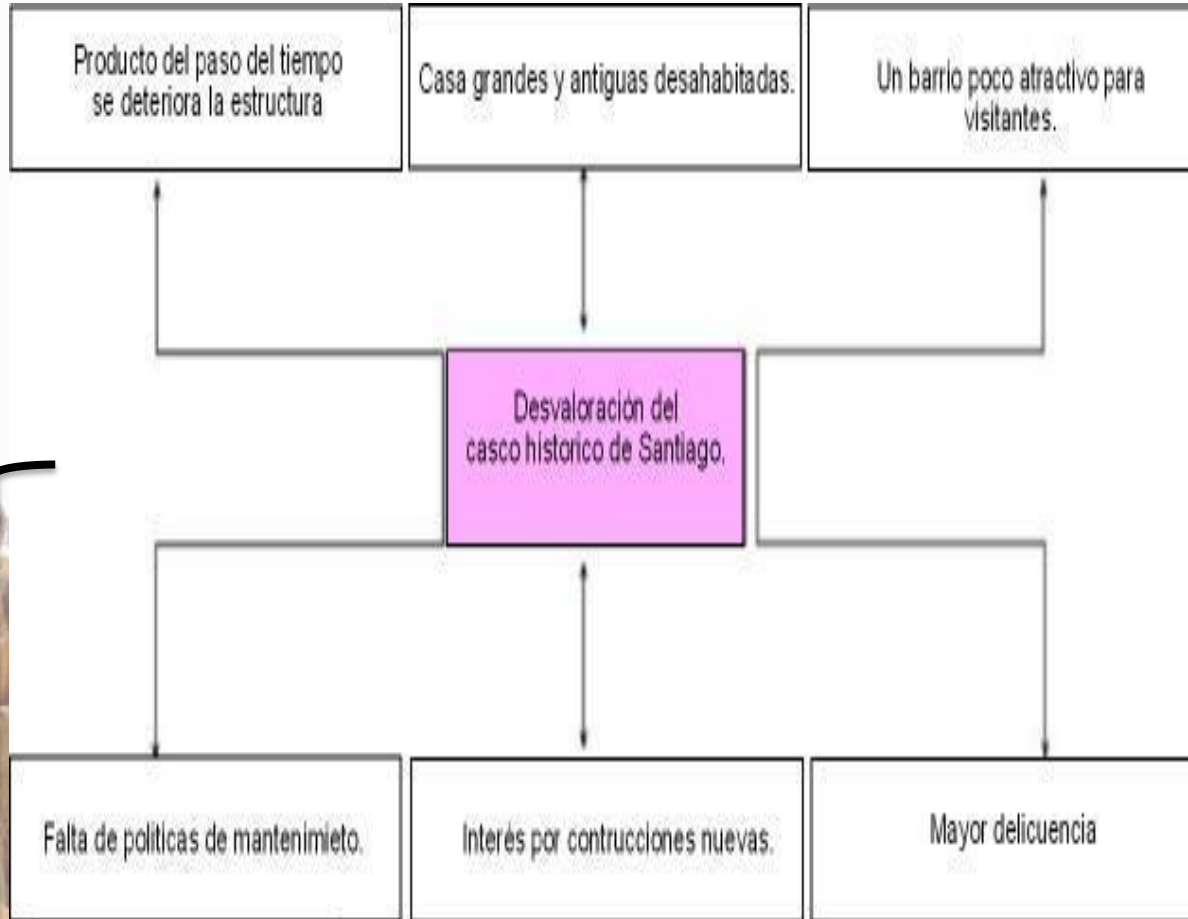 Producto del paso del tiempo
se deteriora la estructura
Casa grandes y antiguas desahabitadas.
Un barrio poco atractivo para
visitantes.
Desvaloración del
casco historico de Santiago.
Falta de politicas de mantenimieto.
Interés por contrucciones nuevas.
Mayor delicuencia